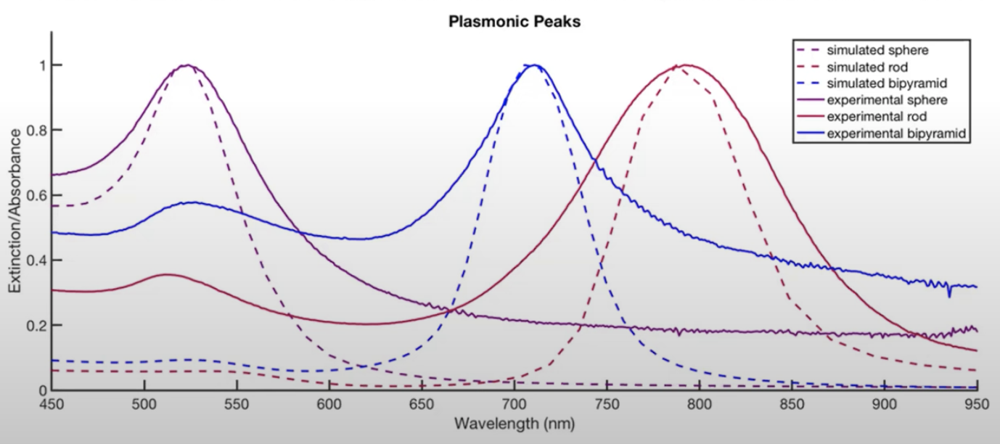 Plasmonic Peaks
simulated sphere
simulated rod
simulated bipyramid
experimental sphere
experimental rod
experimental bipyramid
Extinction/Absorbance
1
0.8
0.6
0.4
0.2
0
450 500 550 600 650 700 750 800 850 900 950
Wavelength (nm)